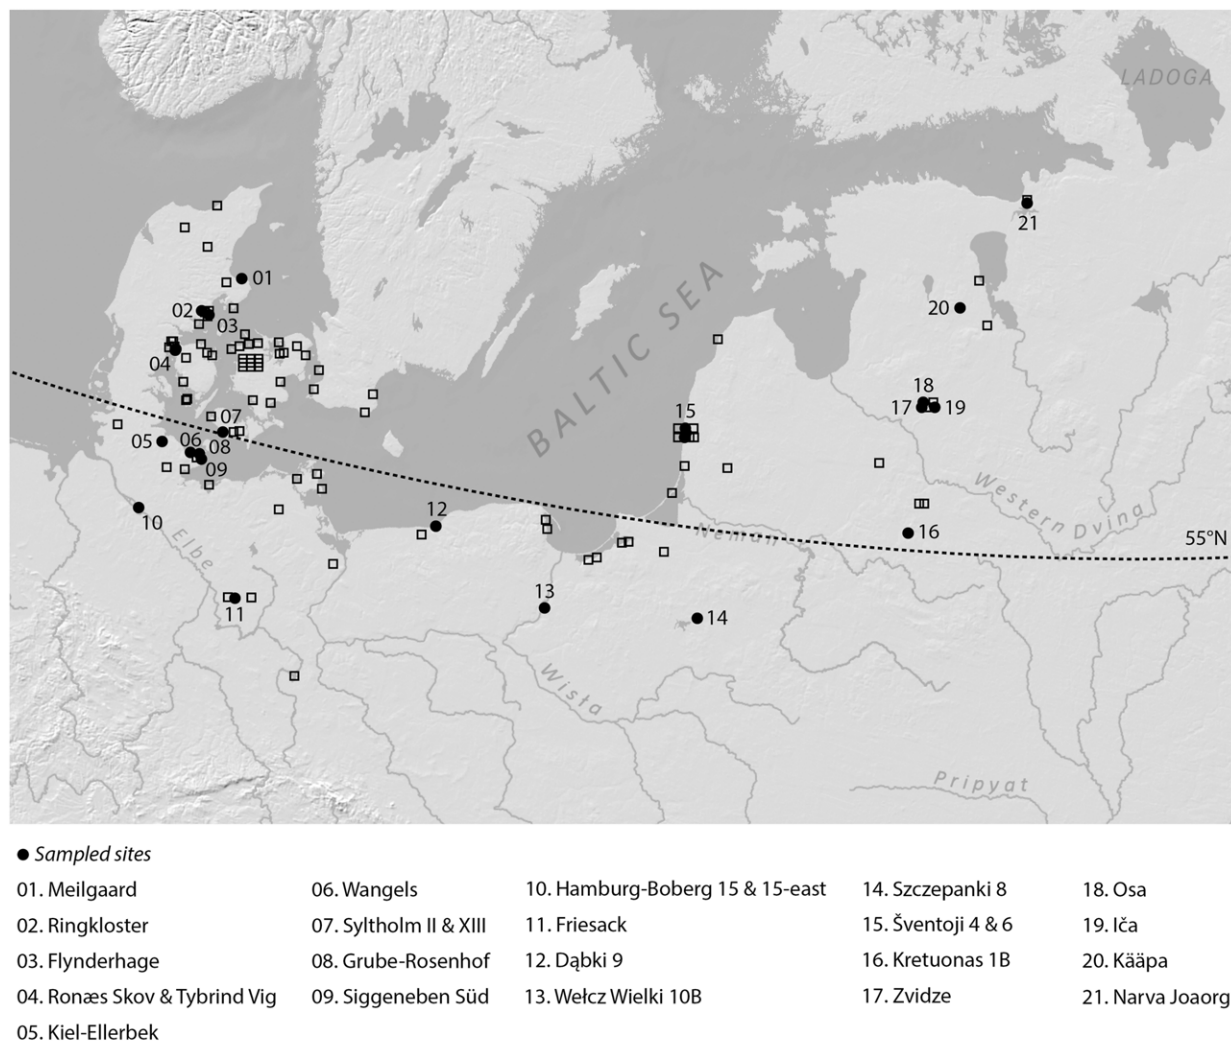 LADOGA
21
01
02
03
20
BALTIC SEA
04
18
15
17
19
07
05
06
08
09
Western Dvina
12
10
16
Neman
55°N
Elbe
13
11
14
Wista
Pripyat
Sampled sites
01. Meilgaard
02. Ringkloster
03. Flynderhage
04. Ronæs Skov & Tybrind Vig
05. Kiel-Ellerbek
06. Wangels
07. Syltholm II & XIII
08. Grube-Rosenhof
09. Siggeneben Süd
10. Hamburg-Boberg 15 & 15-east
11. Friesack
12. Dąbki 9
13. Wełcz Wielki 10B
14. Szczepanki 8
15. Šventoji 4 & 6
16. Kretuonas 1B
17. Zvidze
18. Osa
19. Iča
20. Kääpa
21. Narva Joaorg